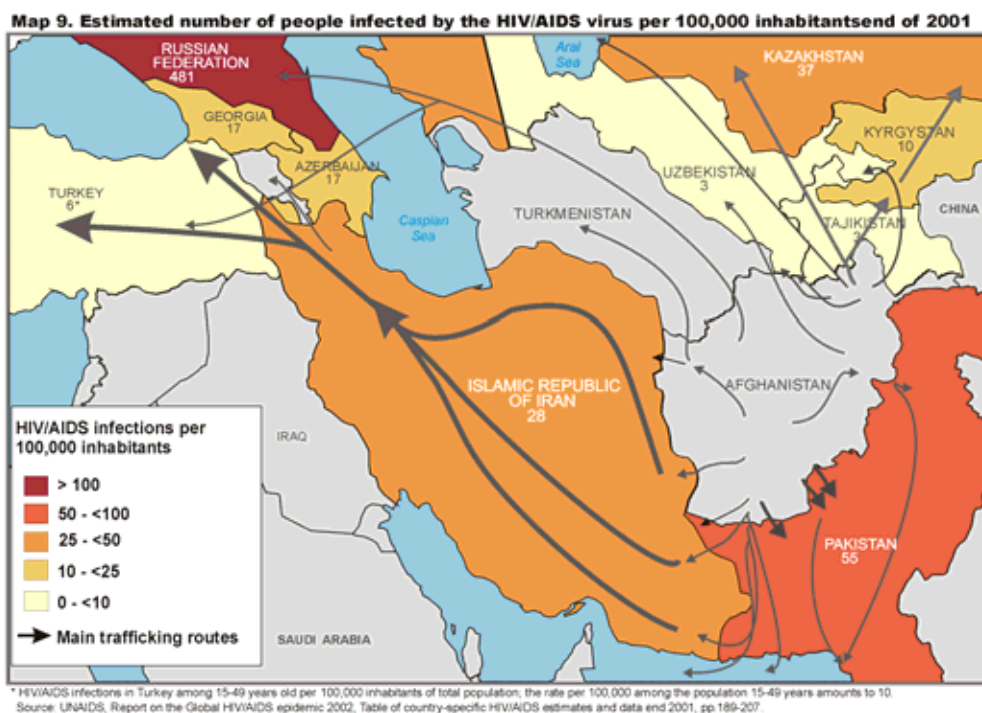 Map 9. Estimated number of people infected by the HIV/AIDS virus per 100,000 inhabitantsend of 2001
RUSSIAN
FEDERATION
481
Aral
Sea
KAZAKHSTAN
37
GEORGIA
17
KYRGYSTAN
10
AZERBAIJAN
17
UZBEKISTAN
3
TURKEY
6*
TURKMENISTAN
CHINA
Caspian
Sea
TAJIKISTAN
ISLAMIC REPUBLIC
OF IRAN
28
AFGHANISTAN
IRAQ
PAKISTAN
55
SAUDI ARABIA
HIV/AIDS infections per
100,000 inhabitants
> 100
50 - <100
25 - <50
10 - <25
0 - <10
Main trafficking routes
* HIV/AIDS infections in Turkey among 15-49 years old per 100,000 inhabitants of total population; the rate per 100,000 among the population 15-49 years amounts to 10.
Source: UNAIDS, Report on the Global HIV/AIDS epidemic 2002, Table of country-specific HIV/AIDS estimates and data end 2001, pp.189-207.